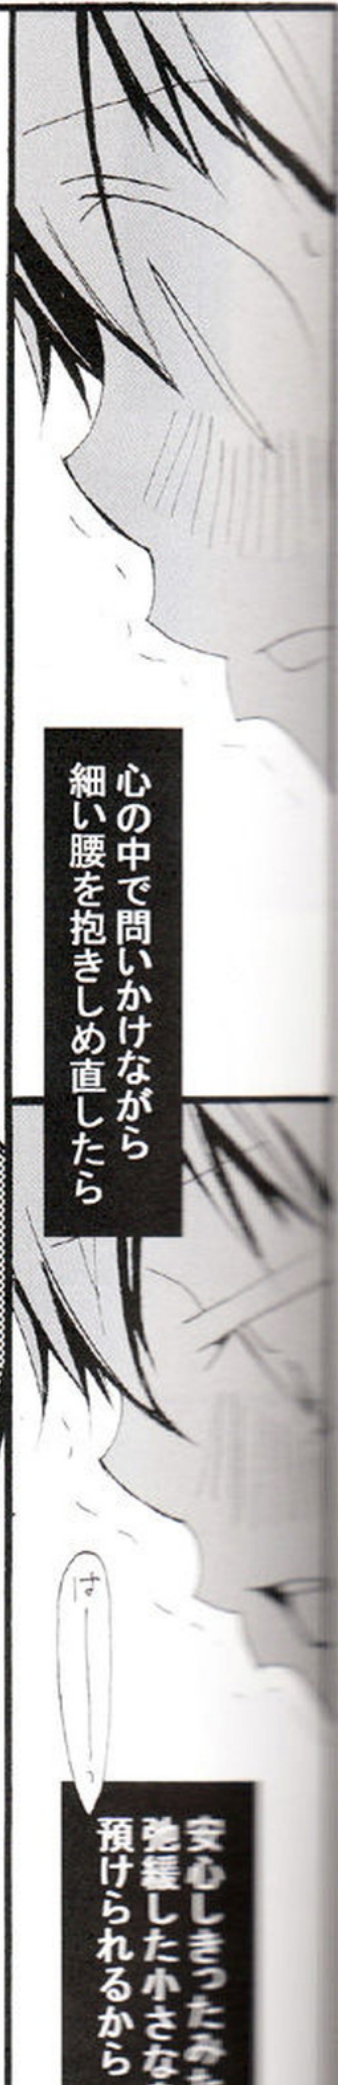 心の中で問いかけながら
細い腰を抱きしめ直したら
は――っ
安心しきったみた
弛緩した小さな
預けられるから